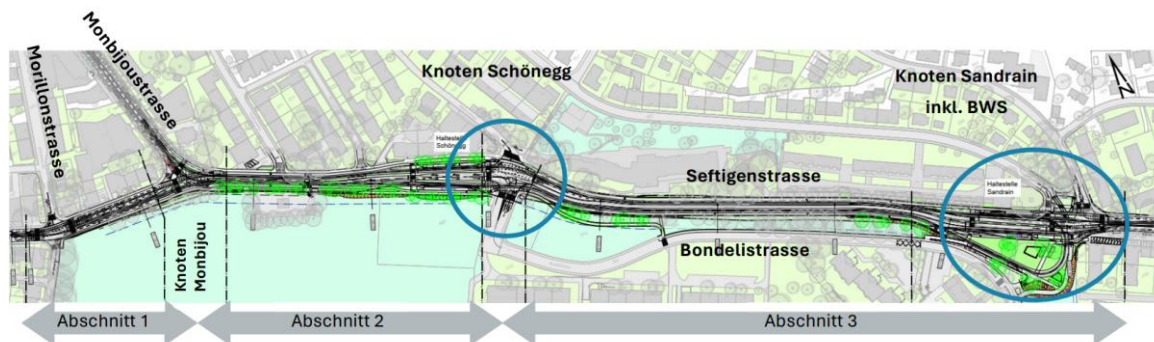 Morillonstrasse
Monbijoustrasse
Knoten Schönegg
Knoten Sandrain
inkl. BWS
Haltestelle
Schönegg
Haltestelle
Sandrain
Seftigenstrasse
Bondelistrasse
Knoten
Monbijou
N
Abschnitt 1
Abschnitt 2
Abschnitt 3